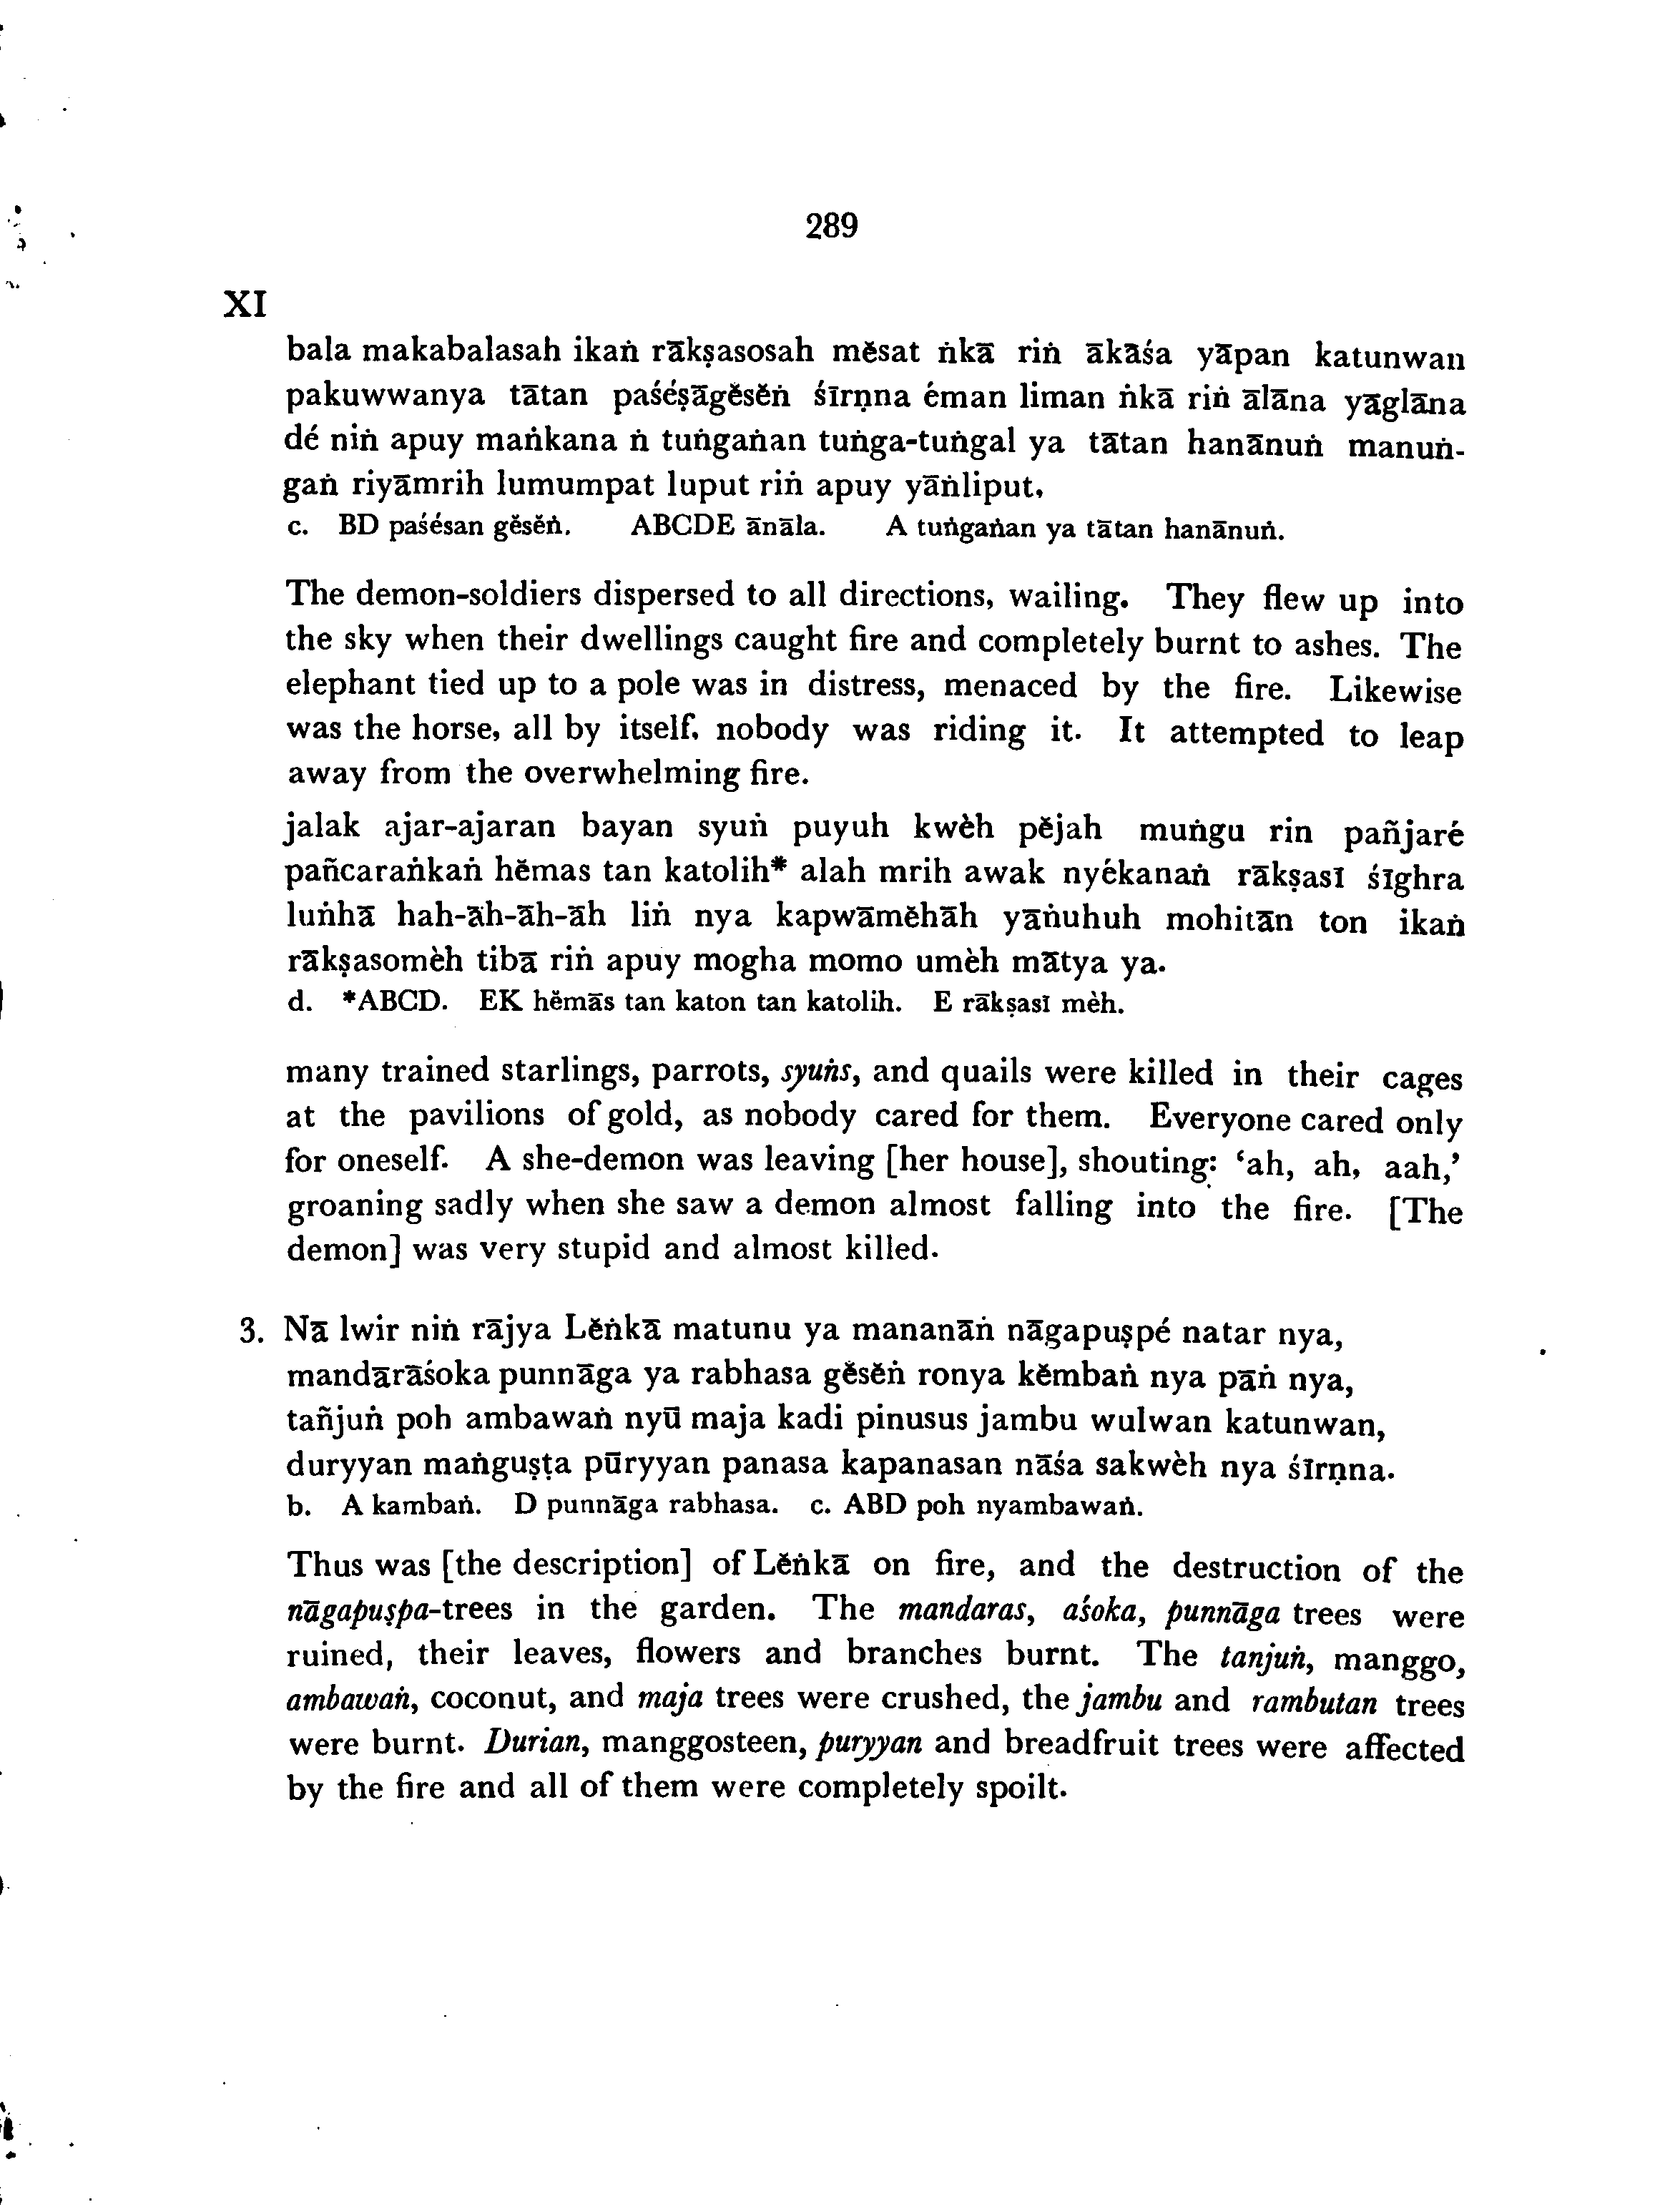 289
XI
bala makabalasah ikaṅ rākṣasosah mĕsat ṅkā riṅ ākāśa yāpan katunwan
pakuwwanya tātan paśéṣāgĕsĕṅ śīrṇna éman liman ṅkā riṅ ālāna yāglāna
dé niṅ apuy maṅkana ṅ tuṅgaṅan tuṅga-tuṅgal ya tātan hanānuṅ manuṅ-
gaṅ riyāmrih lumumpat luput riṅ apuy yāṅliput.
c. BD paśésan gĕsĕṅ. ABCDE ānāla. A tuṅgaṅan ya tātan hanānuṅ.
The demon-soldiers dispersed to all directions, wailing. They flew up into
the sky when their dwellings caught fire and completely burnt to ashes. The
elephant tied up to a pole was in distress, menaced by the fire. Likewise
was the horse, all by itself. nobody was riding it. It attempted to leap
away from the overwhelming fire.
jalak ajar-ajaran bayan syuṅ puyuh kwèh pĕjah muṅgu rin pañjaré
pañcaraṅkaṅ hĕmas tan katolih* alah mrih awak nyékanaṅ rākṣasī śīghra
luṅhā hah-āh-āh-āh liṅ nya kapwāmĕhāh yāṅuhuh mohitān ton ikaṅ
rākṣasomèh tibā riṅ apuy mogha momo umèh mātya ya.
d. *ABCD. EK hĕmās tan katon tan katolih. E rākṣasī mèh.
many trained starlings, parrots, syuṅs, and quails were killed in their cages
at the pavilions of gold, as nobody cared for them. Everyone cared only
for oneself. A she-demon was leaving [her house], shouting: ‘ah, ah, aah,’
groaning sadly when she saw a demon almost falling into the fire. [The
demon] was very stupid and almost killed.
3. Nā lwir niṅ rājya Lĕṅkā matunu ya mananāṅ nāgapuṣpé natar nya,
mandārāśoka punnāga ya rabhasa gĕsĕṅ ronya kĕmbaṅ nya pāṅ nya,
tañjuṅ poh ambawaṅ nyū maja kadi pinusus jambu wulwan katunwan,
duryyan maṅguṣṭa pūryyan panasa kapanasan nāśa sakwèh nya śīrṇna.
b. A kambaṅ. D punnāga rabhasa. c. ABD poh nyambawaṅ.
Thus was [the description] of Lĕṅkā on fire, and the destruction of the
nāgapuṣpa-trees in the garden. The mandaras, aśoka, punnāga trees were
ruined, their leaves, flowers and branches burnt. The tanjuṅ, manggo,
ambawaṅ, coconut, and maja trees were crushed, the jambu and rambutan trees
were burnt. Durian, manggosteen, puryyan and breadfruit trees were affected
by the fire and all of them were completely spoilt.